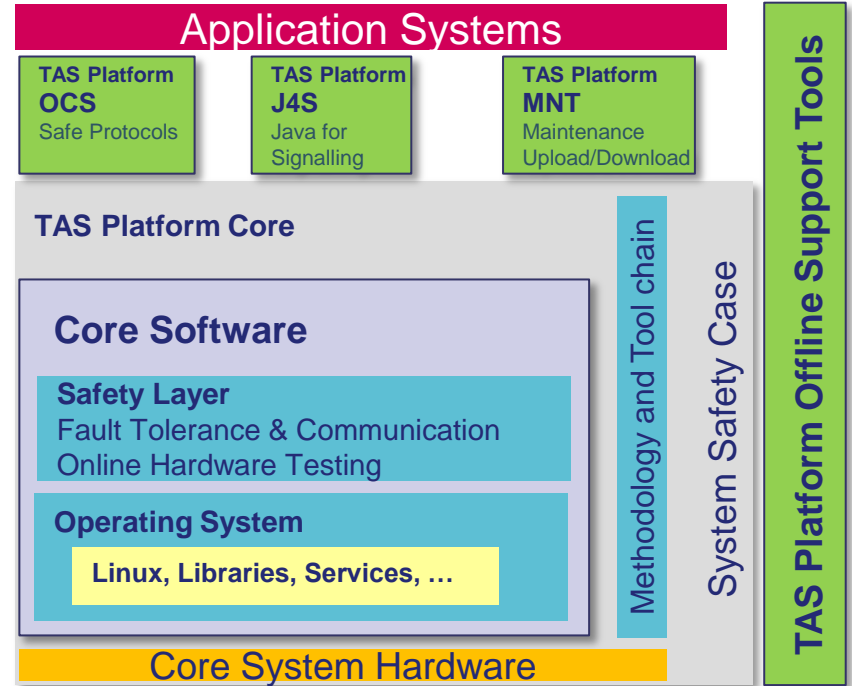 Application Systems
TAS Platform
OCS
Safe Protocols
TAS Platform
J4S
Java for
Signalling
TAS Platform
MNT
Maintenance
Upload/Download
TAS Platform Core
Core Software
Safety Layer
Fault Tolerance & Communication
Online Hardware Testing
Operating System
Linux, Libraries, Services, …
Core System Hardware
Methodology and Tool chain
System Safety Case
TAS Platform Offline Support Tools